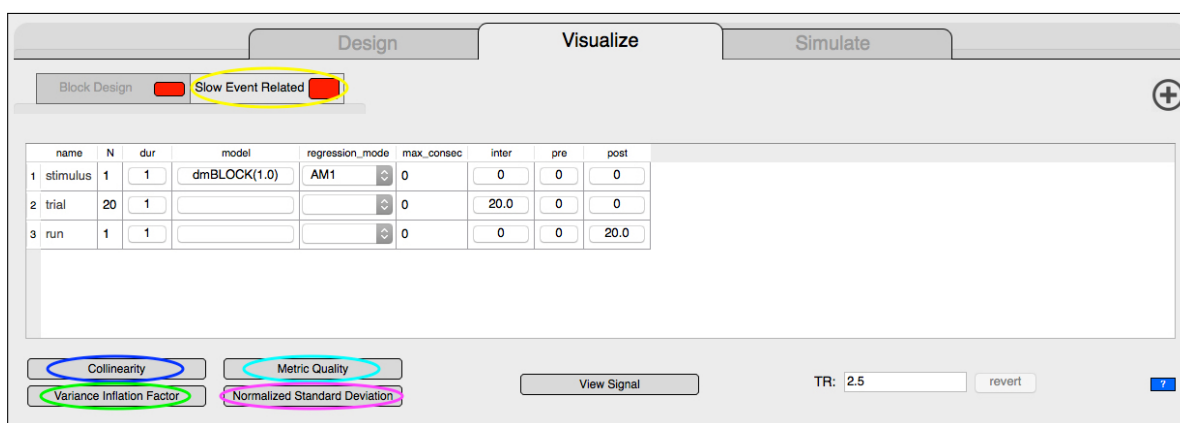 Design Visualize Simulate
Block Design Slow Event Related
name N dur model regression_mode max_consec inter pre post
1 stimulus 1 1 dmBLOCK(1.0) AM1 0 0 0 0
2 trial 20 1 0 20.0 0 0
3 run 1 1 0 0 0 20.0
Collinearity Metric Quality
View Signal TR: 2.5 revert ?
Variance Inflation Factor Normalized Standard Deviation